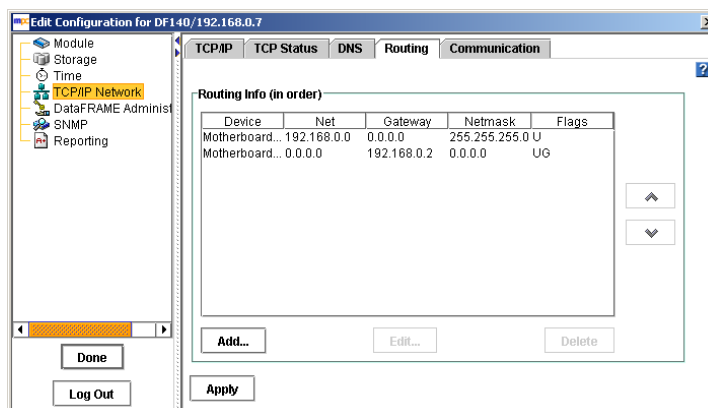 Edit Configuration for DF140/192.168.0.7
Module
Storage
Time
TCP/IP Network
DataFRAME Administ
SNMP
Reporting
Done
Log Out
TCP/IP TCP Status DNS Routing Communication
?
Routing Info (in order)
Device Net Gateway Netmask Flags
Motherboard... 192.168.0.0 0.0.0.0 255.255.255.0 U
Motherboard... 0.0.0.0 192.168.0.2 0.0.0.0 UG
Add... Edit... Delete
Apply